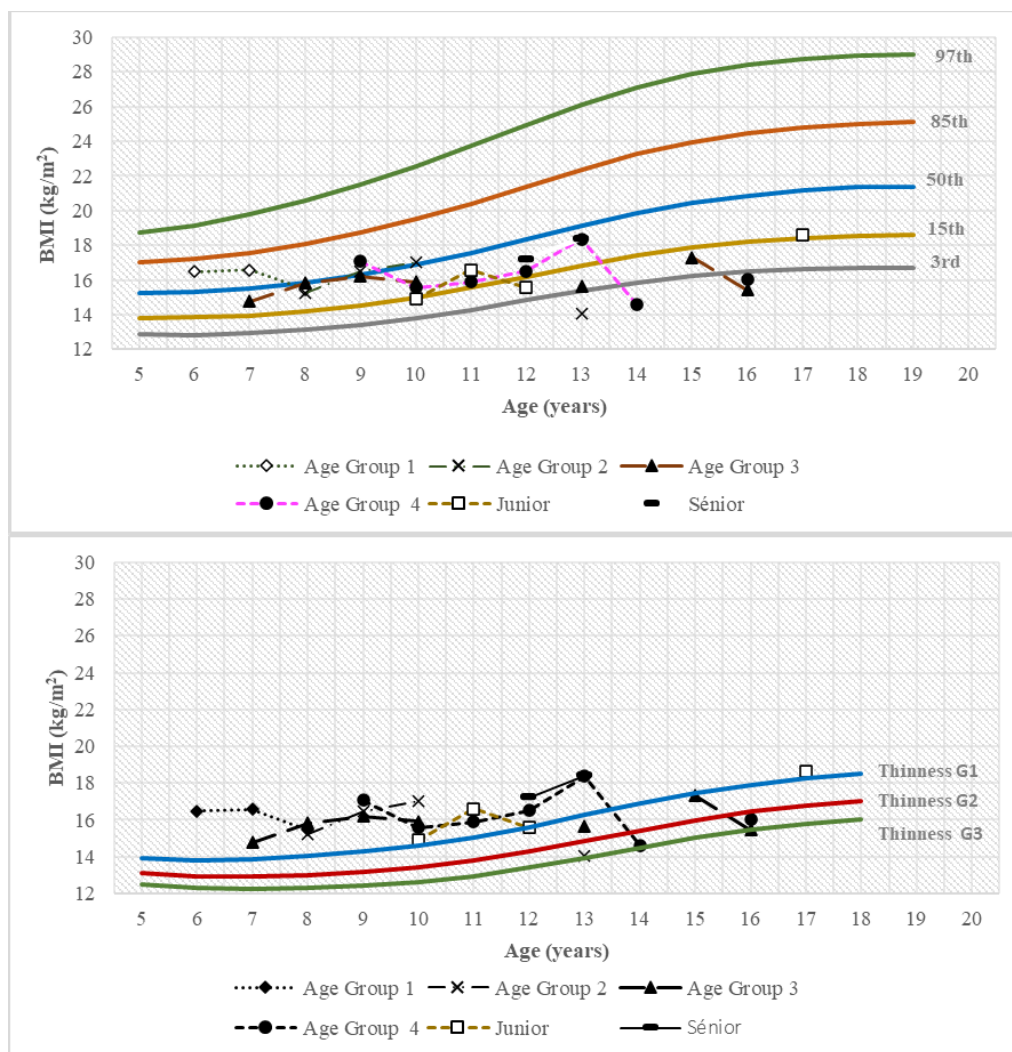 30
28
26
24
22
20
18
16
14
12
BMI (kg/m²)
97th
85th
50th
15th
3rd
5 6 7 8 9 10 11 12 13 14 15 16 17 18 19 20
Age (years)
Age Group 1 Age Group 2 Age Group 3
Age Group 4 Junior Sénior
30
28
26
24
22
20
18
16
14
12
BMI (kg/m²)
Thinness G1
Thinness G2
Thinness G3
5 6 7 8 9 10 11 12 13 14 15 16 17 18 19 20
Age (years)
Age Group 1 Age Group 2 Age Group 3
Age Group 4 Junior Sénior